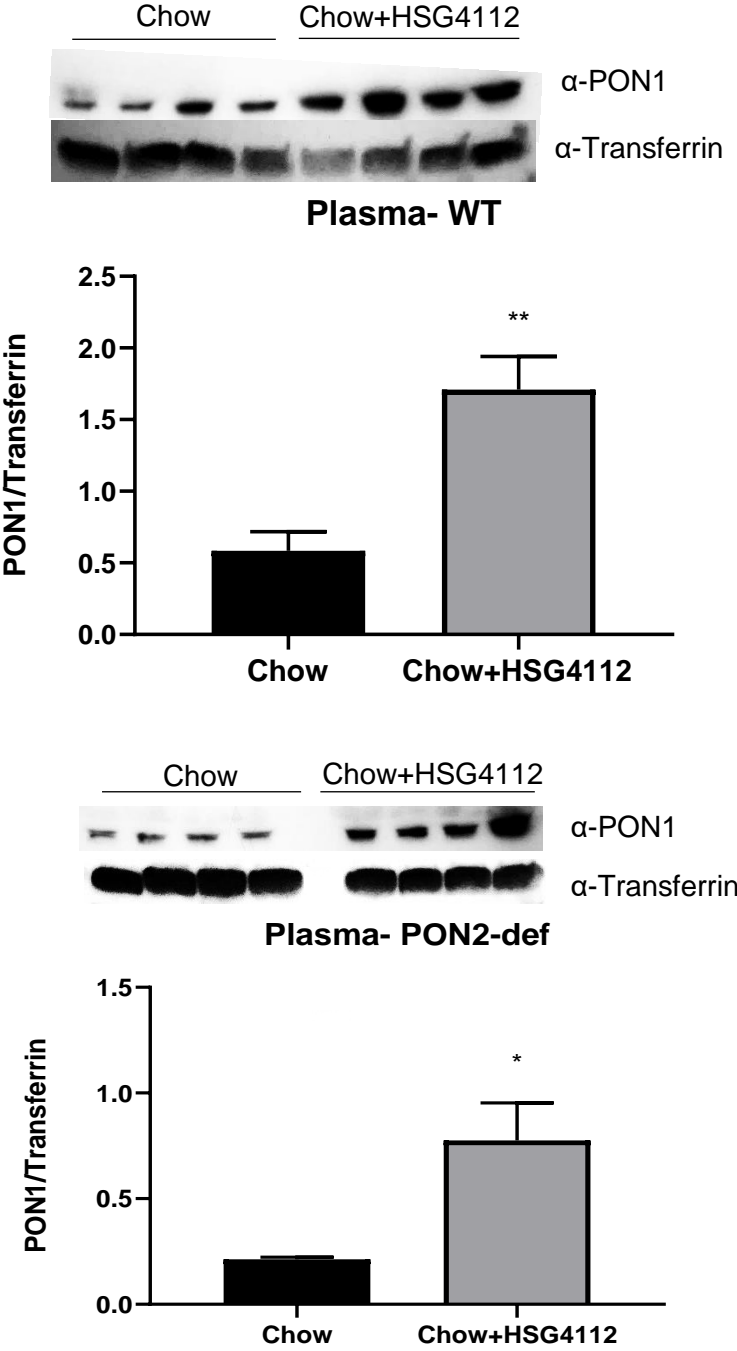 Chow Chow+HSG4112
α-PON1
α-Transferrin
Plasma- WT
PON1/Transferrin
2.5
2.0
1.5
1.0
0.5
0.0
**
Chow Chow+HSG4112
Chow Chow+HSG4112
α-PON1
α-Transferrin
Plasma- PON2-def
PON1/Transferrin
1.5
1.0
0.5
0.0
*
Chow Chow+HSG4112